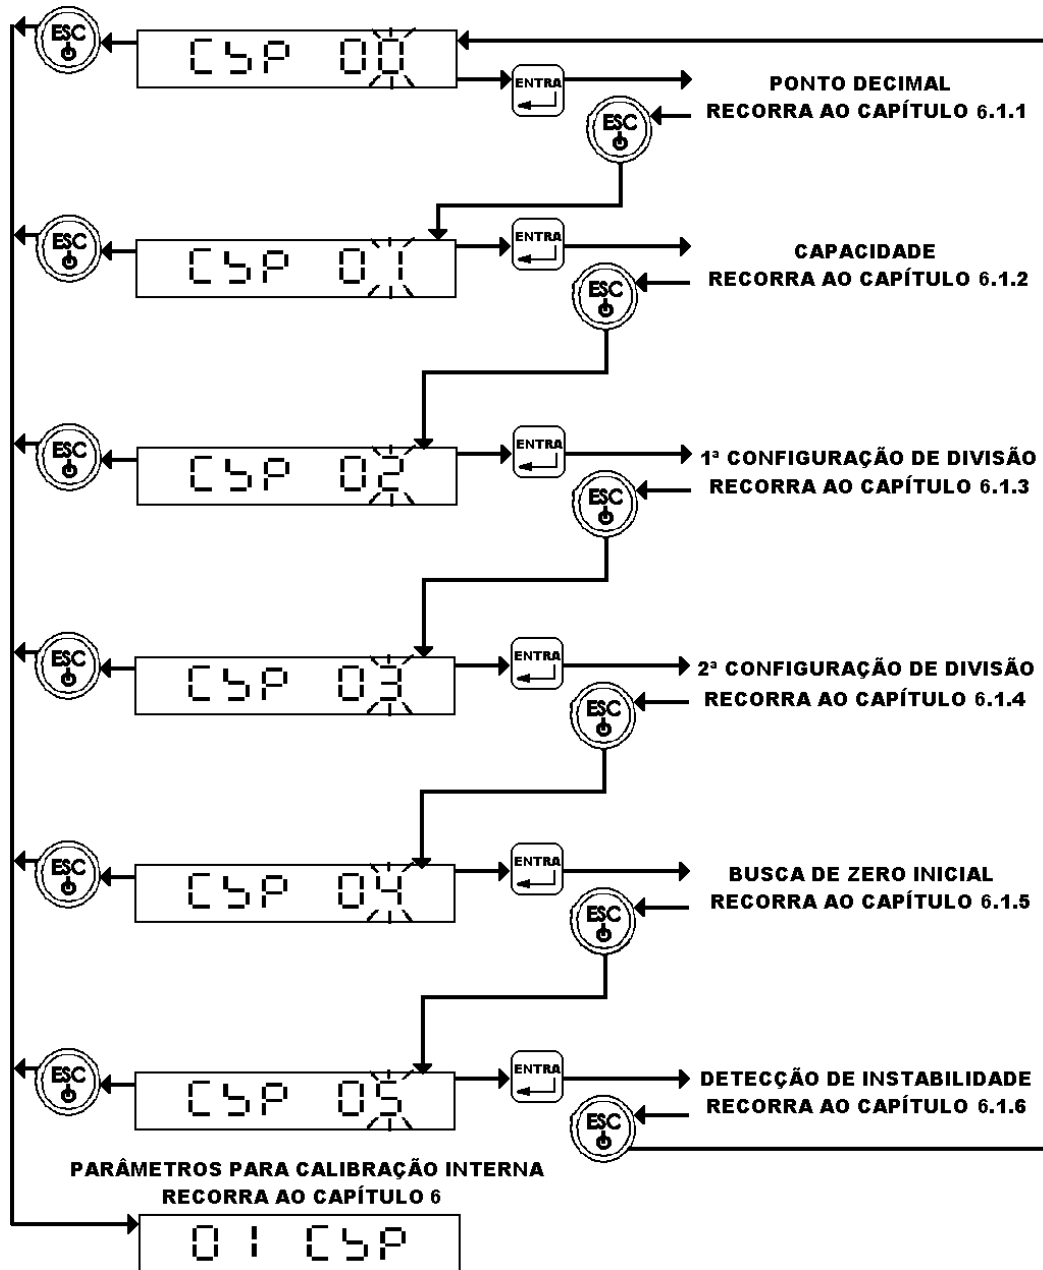 ESC
CSP 00
ENTRA
PONTO DECIMAL
RECORRA AO CAPÍTULO 6.1.1
ESC
ESC
CSP 01
ENTRA
CAPACIDADE
RECORRA AO CAPÍTULO 6.1.2
ESC
ESC
CSP 02
ENTRA
1ª CONFIGURAÇÃO DE DIVISÃO
RECORRA AO CAPÍTULO 6.1.3
ESC
ESC
CSP 03
ENTRA
2ª CONFIGURAÇÃO DE DIVISÃO
RECORRA AO CAPÍTULO 6.1.4
ESC
ESC
CSP 04
ENTRA
BUSCA DE ZERO INICIAL
RECORRA AO CAPÍTULO 6.1.5
ESC
ESC
CSP 05
ENTRA
DETECÇÃO DE INSTABILIDADE
RECORRA AO CAPÍTULO 6.1.6
ESC
PARÂMETROS PARA CALIBRAÇÃO INTERNA
RECORRA AO CAPÍTULO 6
01 CSP